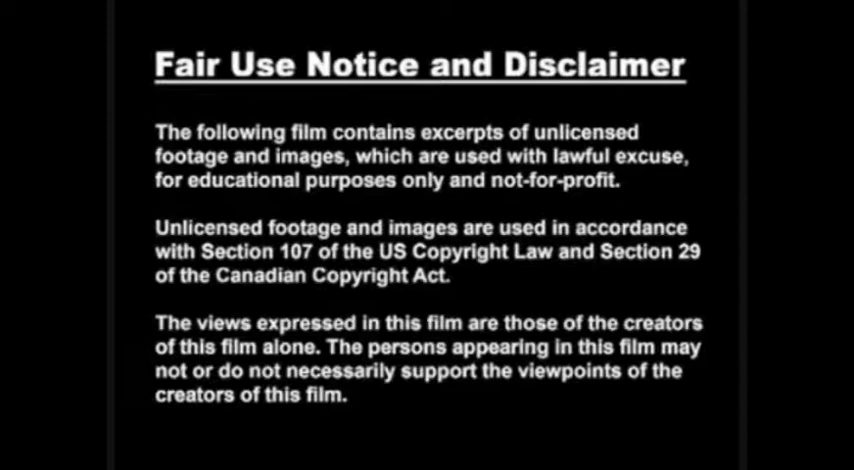 Fair Use Notice and Disclaimer
The following film contains excerpts of unlicensed
footage and images, which are used with lawful excuse,
for educational purposes only and not-for-profit.
Unlicensed footage and images are used in accordance
with Section 107 of the US Copyright Law and Section 29
of the Canadian Copyright Act.
The views expressed in this film are those of the creators
of this film alone. The persons appearing in this film may
not or do not necessarily support the viewpoints of the
creators of this film.